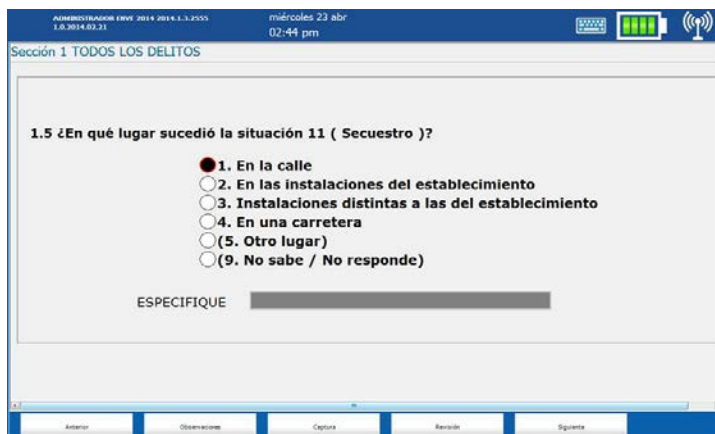 ADMINISTRADOR ENVE 2014 2014.1.3.2555
1.0.2014.02.21
miércoles 23 abr
02:44 pm
Sección 1 TODOS LOS DELITOS
1.5 ¿En qué lugar sucedió la situación 11 ( Secuestro )?
1. En la calle
2. En las instalaciones del establecimiento
3. Instalaciones distintas a las del establecimiento
4. En una carretera
(5. Otro lugar)
(9. No sabe / No responde)
ESPECIFIQUE
Anterior Observaciones Captura Revisión Siguiente